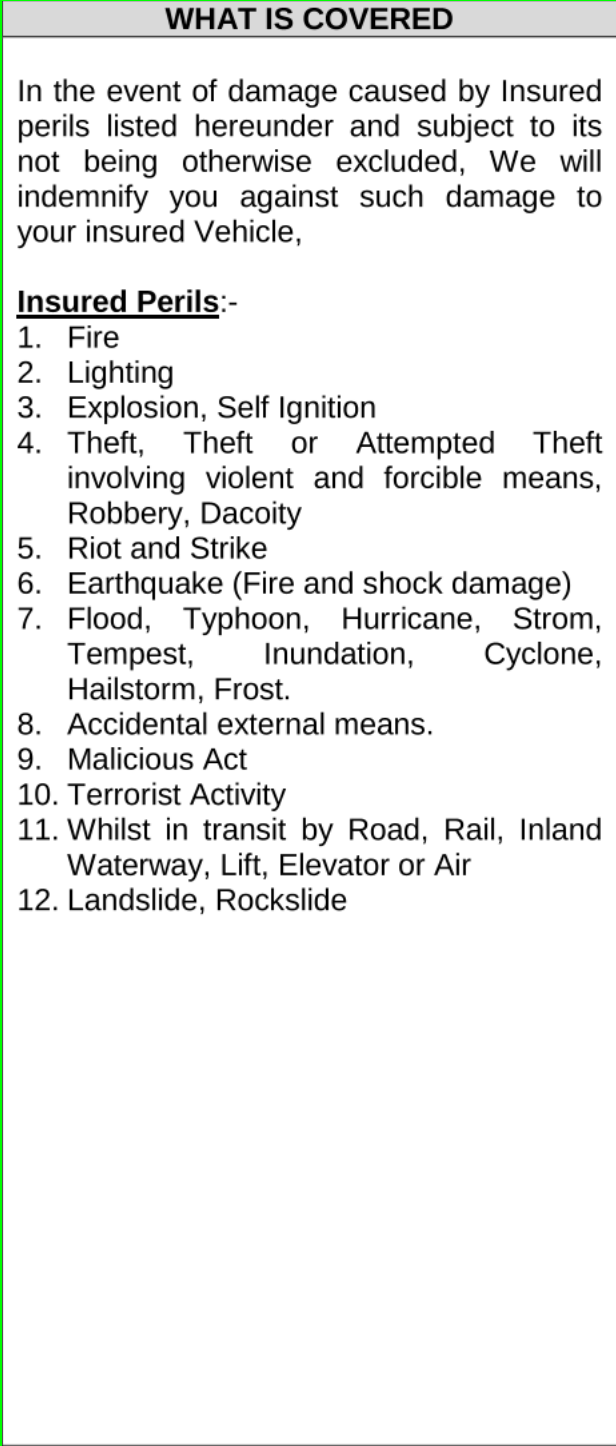 WHAT IS COVERED
In the event of damage caused by Insured
perils listed hereunder and subject to its
not being otherwise excluded, We will
indemnify you against such damage to
your insured Vehicle,
Insured Perils:-
1. Fire
2. Lighting
3. Explosion, Self Ignition
4. Theft, Theft or Attempted Theft
involving violent and forcible means,
Robbery, Dacoity
5. Riot and Strike
6. Earthquake (Fire and shock damage)
7. Flood, Typhoon, Hurricane, Strom,
Tempest, Inundation, Cyclone,
Hailstorm, Frost.
8. Accidental external means.
9. Malicious Act
10. Terrorist Activity
11. Whilst in transit by Road, Rail, Inland
Waterway, Lift, Elevator or Air
12. Landslide, Rockslide